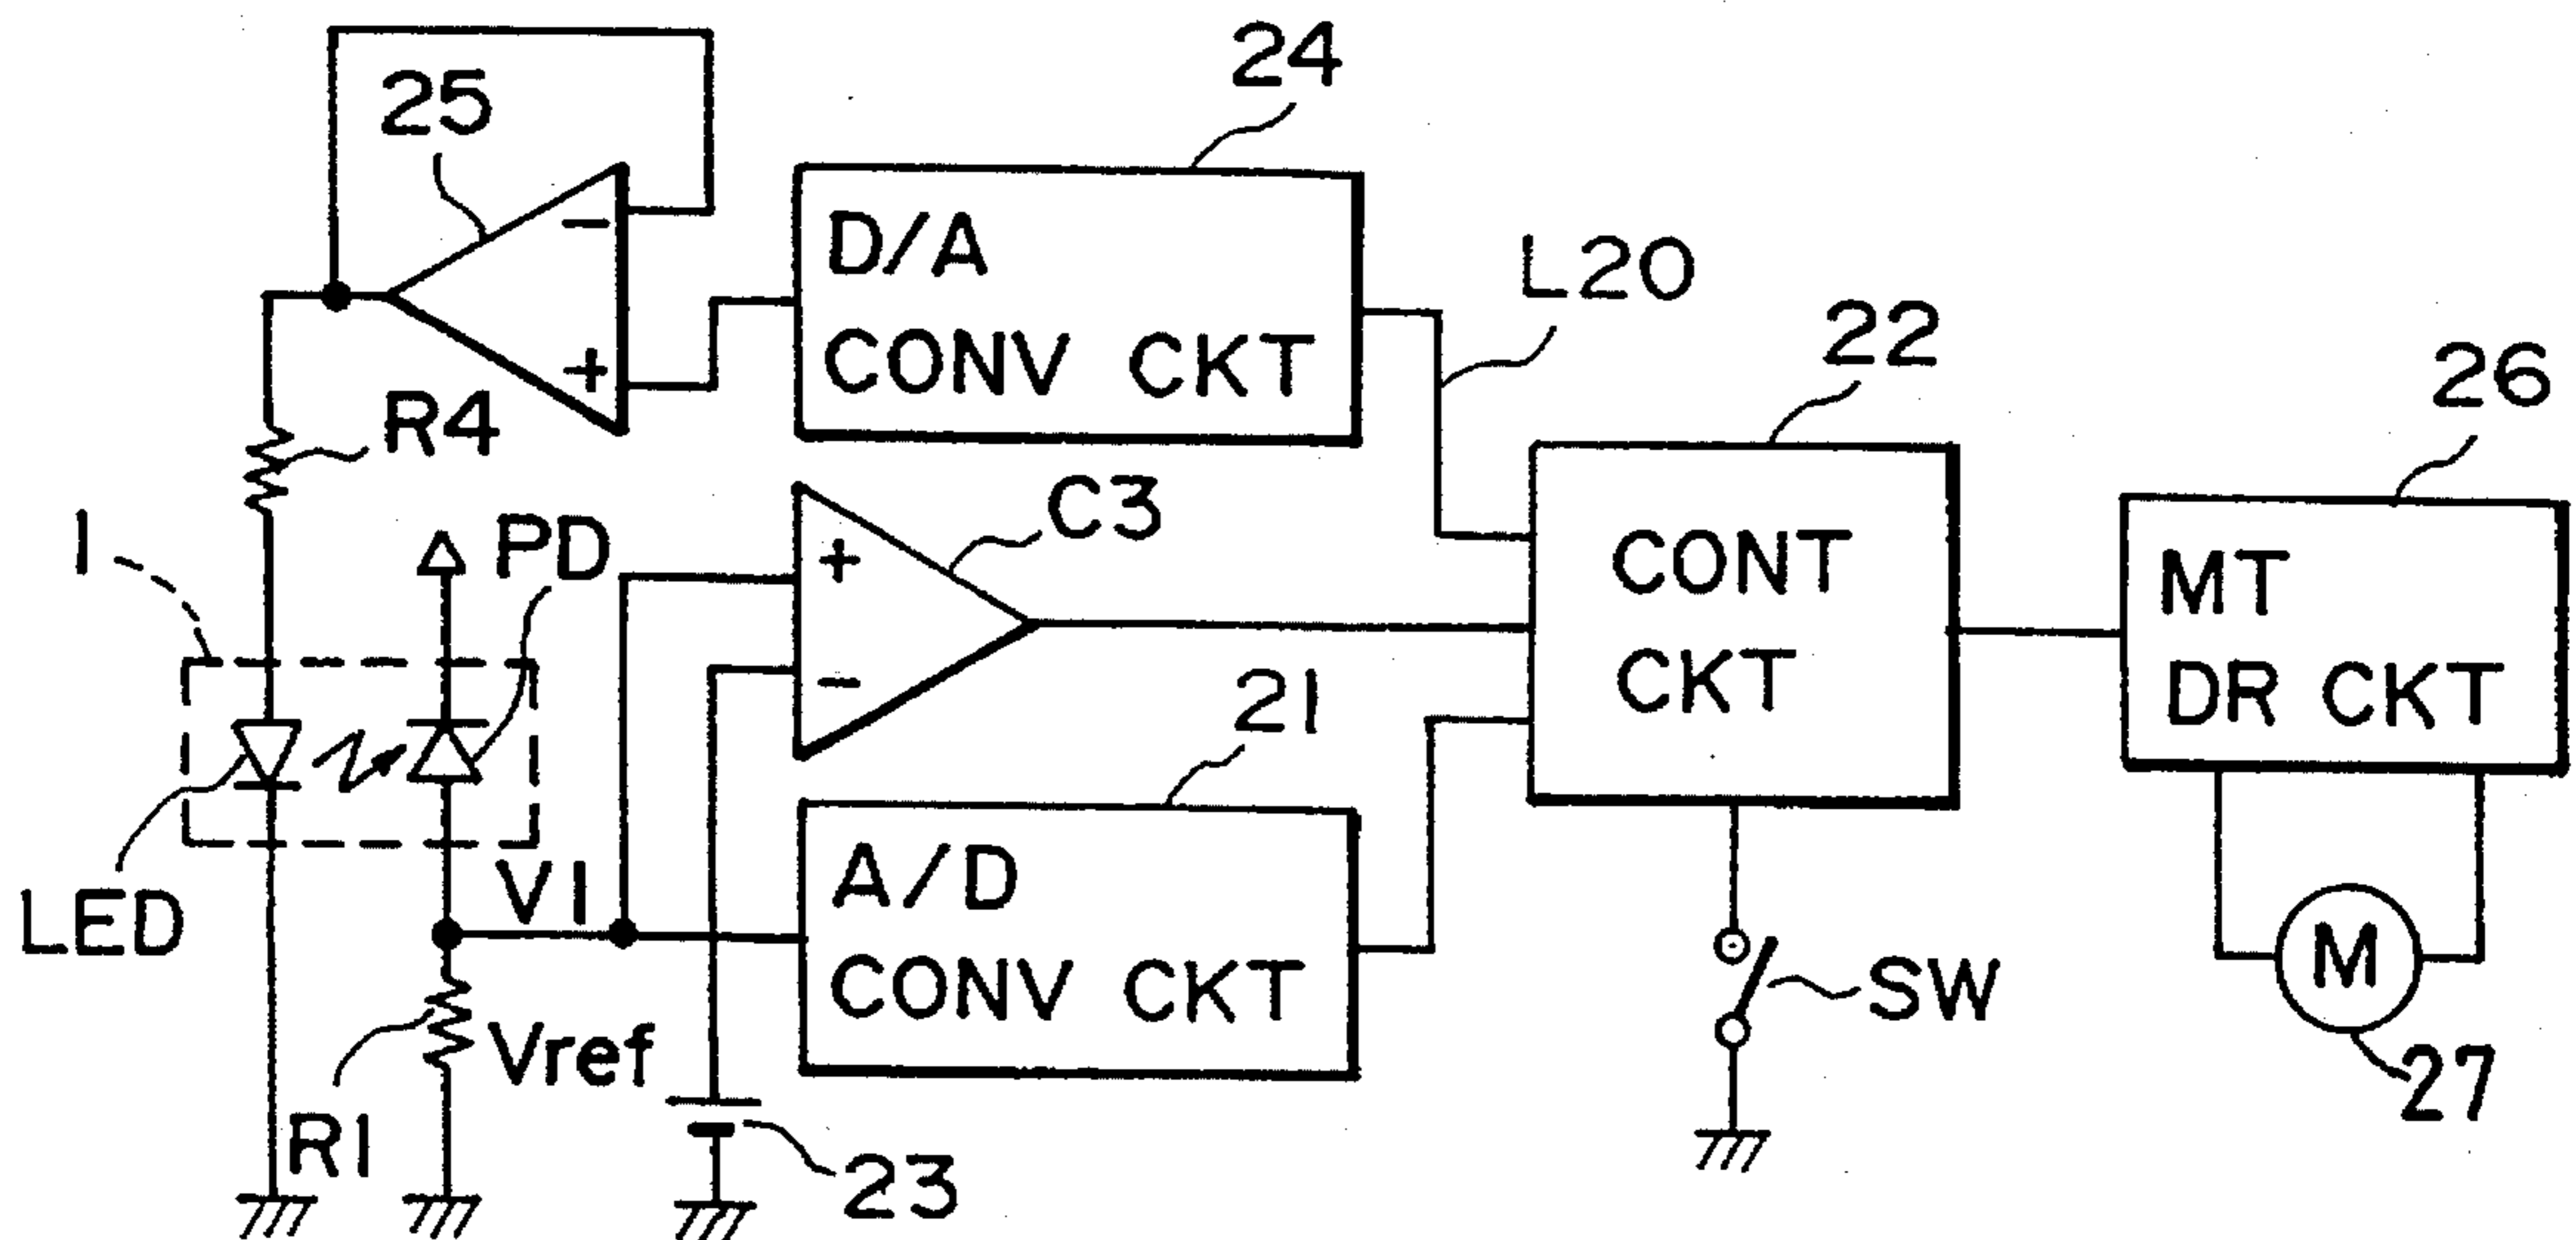 24
25
D/A
CONV CKT
L20
22
26
R4
C3
1
PD
+
-
-
+
CONT
CKT
MT
DR CKT
21
LED
V1
A/D
CONV CKT
M
SW
Vref
R1
23
27